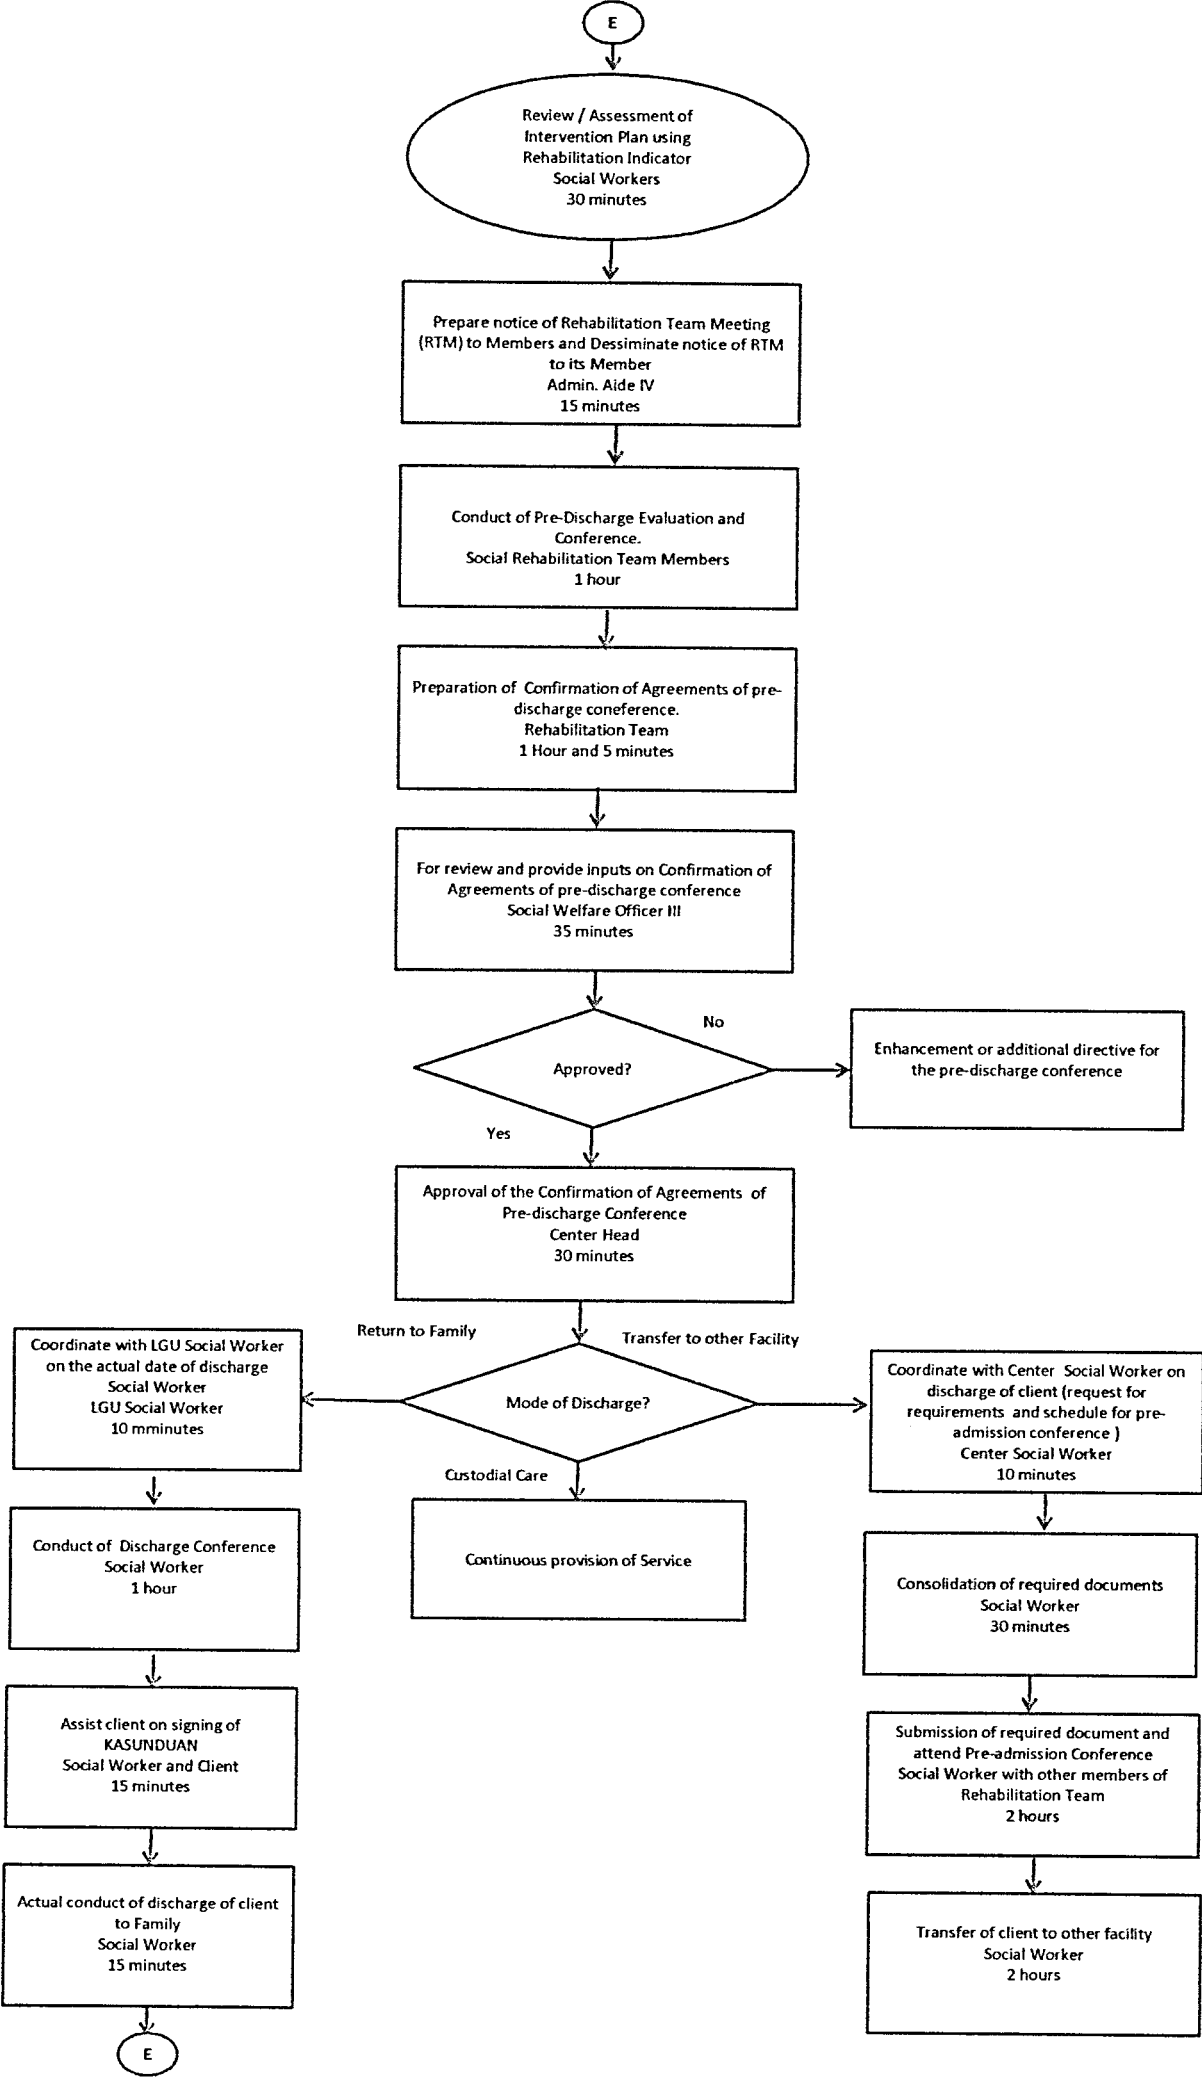 E
Review / Assessment of
Intervention Plan using
Rehabilitation Indicator
Social Workers
30 minutes
Prepare notice of Rehabilitation Team Meeting
(RTM) to Members and Dessiminate notice of RTM
to its Member
Admin. Aide IV
15 minutes
Conduct of Pre-Discharge Evaluation and
Conference.
Social Rehabilitation Team Members
1 hour
Preparation of Confirmation of Agreements of pre-
discharge coneference.
Rehabilitation Team
1 Hour and 5 minutes
For review and provide inputs on Confirmation of
Agreements of pre-discharge conference
Social Welfare Officer III
35 minutes
Approved?
No
Enhancement or additional directive for
the pre-discharge conference
Yes
Approval of the Confirmation of Agreements of
Pre-discharge Conference
Center Head
30 minutes
Mode of Discharge?
Return to Family
Coordinate with LGU Social Worker
on the actual date of discharge
Social Worker
LGU Social Worker
10 mminutes
Conduct of Discharge Conference
Social Worker
1 hour
Assist client on signing of
KASUNDUAN
Social Worker and Client
15 minutes
Actual conduct of discharge of client
to Family
Social Worker
15 minutes
E
Custodial Care
Continuous provision of Service
Transfer to other Facility
Coordinate with Center Social Worker on
discharge of client (request for
requirements and schedule for pre-
admission conference )
Center Social Worker
10 minutes
Consolidation of required documents
Social Worker
30 minutes
Submission of required document and
attend Pre-admission Conference
Social Worker with other members of
Rehabilitation Team
2 hours
Transfer of client to other facility
Social Worker
2 hours